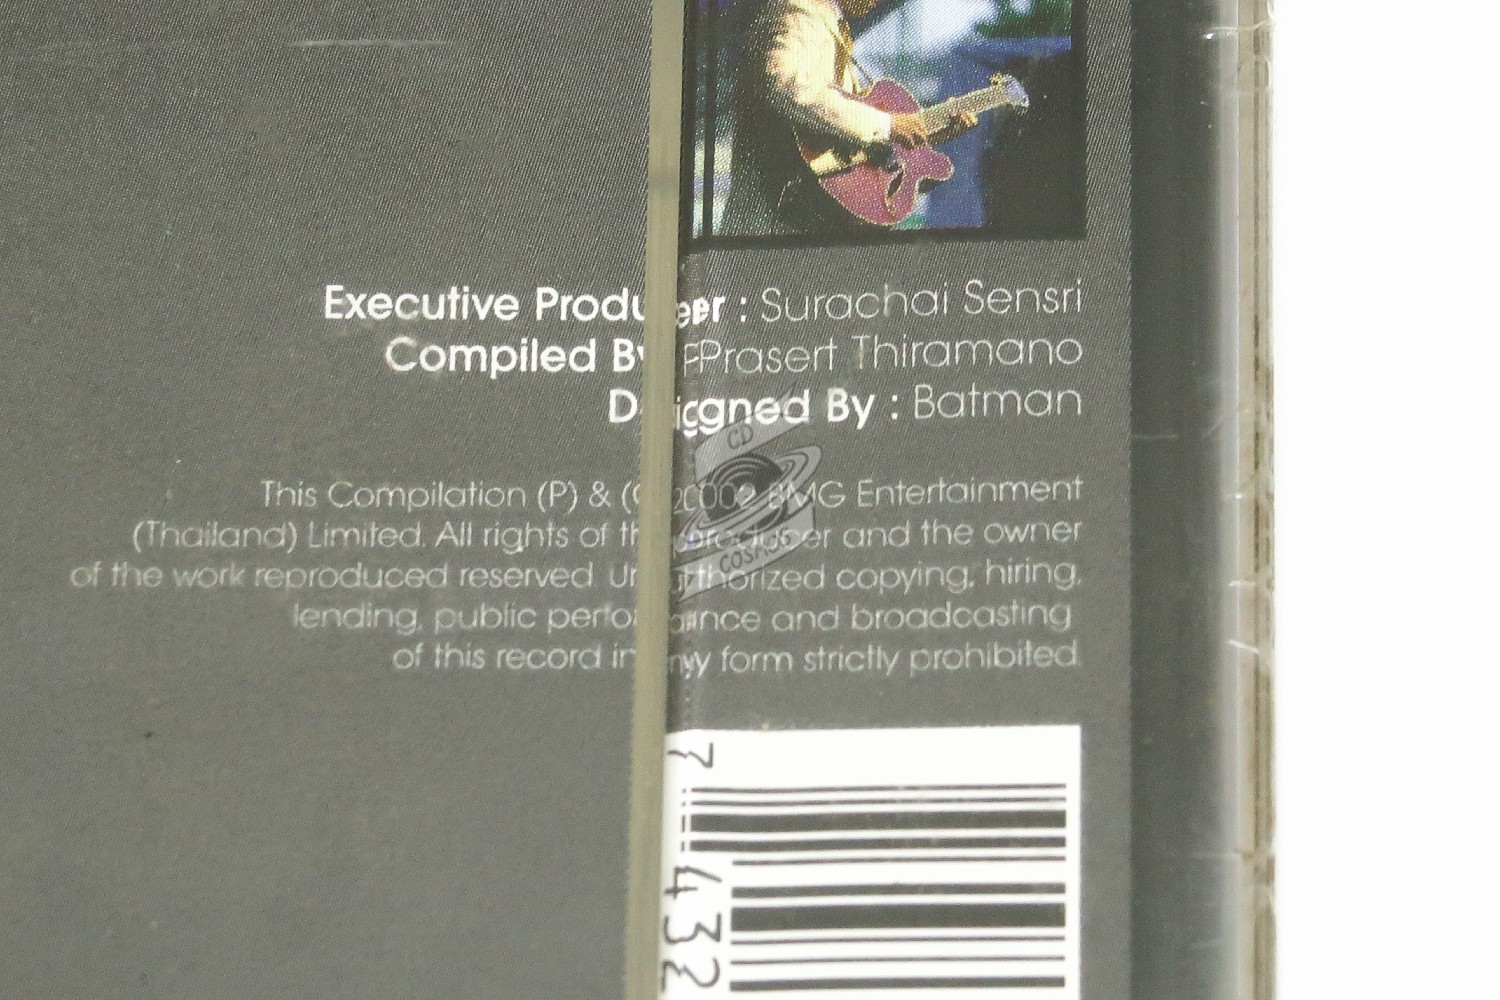 Executive Producer : Surachai Sensri
Compiled By : Prasert Thiramano
Designed By : Batman
CD
COSMOS
This Compilation (P) & (C) 2002 BMG Entertainment
(Thailand) Limited. All rights of the producer and the owner
of the work reproduced reserved. Unauthorized copying, hiring,
lending, public performance and broadcasting
of this record in any form strictly prohibited.
7
432